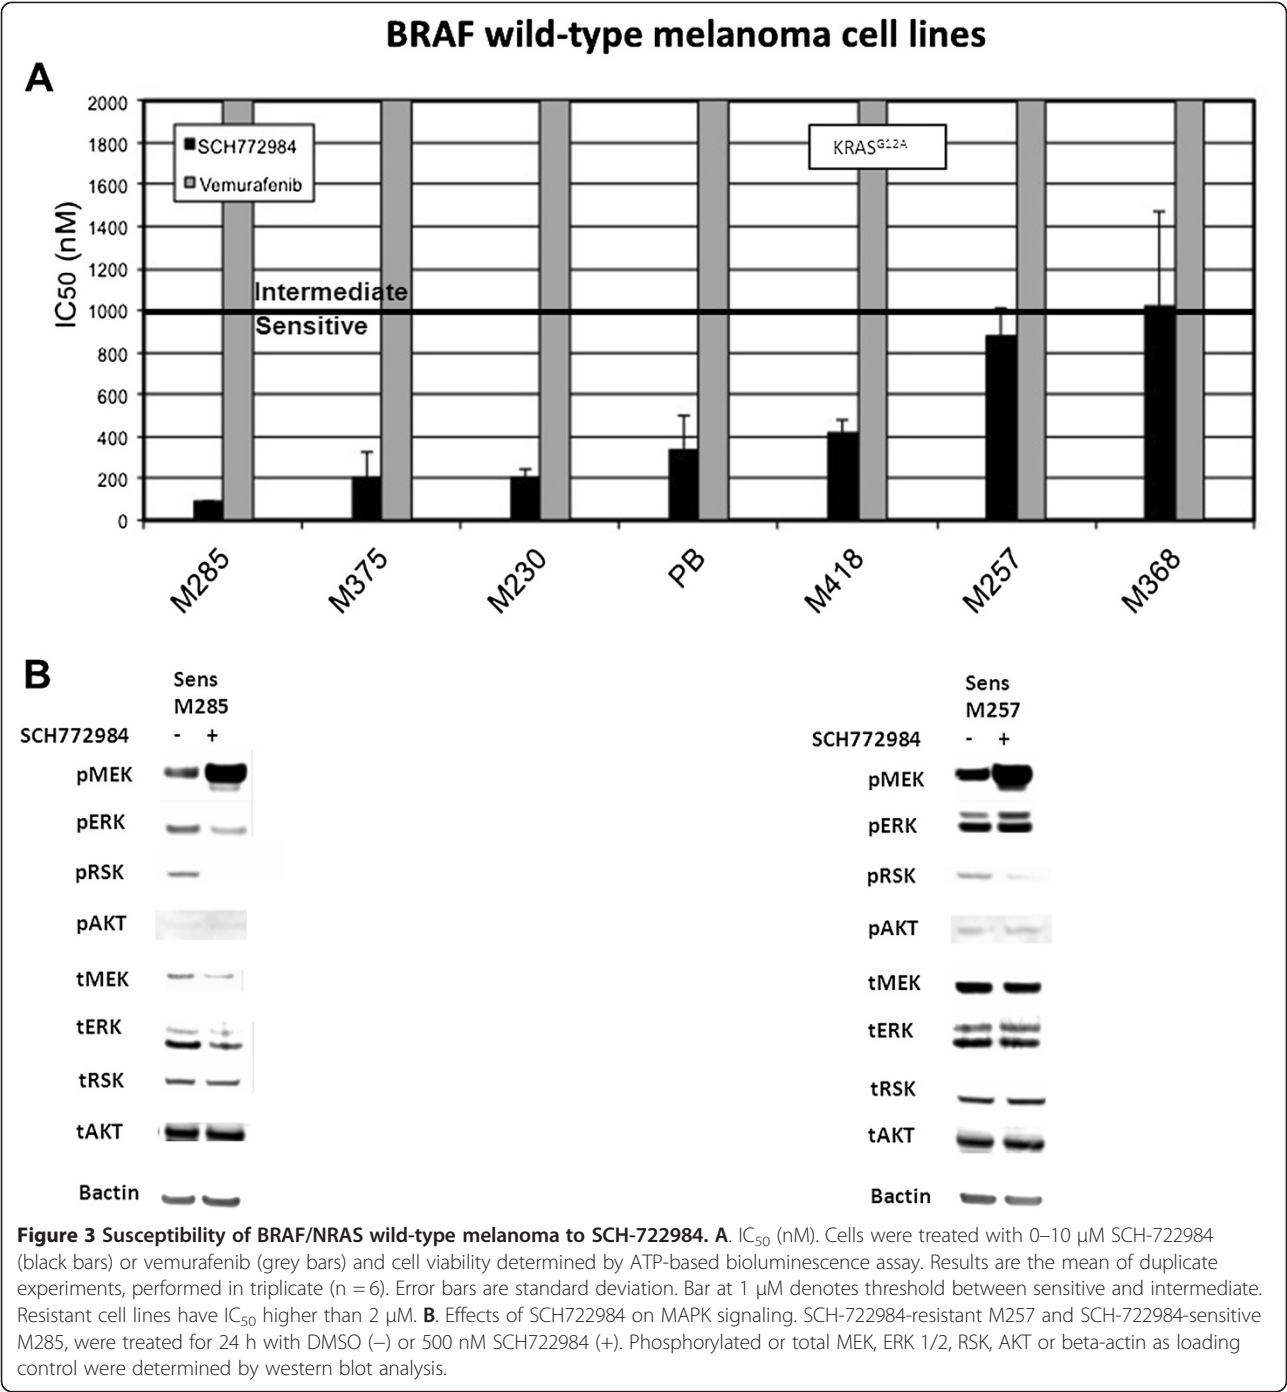 BRAF wild-type melanoma cell lines
A
2000
1800
1600
1400
1200
1000
800
600
400
200
0
IC50 (nM)
SCH772984
Vemurafenib
KRASG12A
Intermediate
Sensitive
M285
M375
M230
PB
M418
M257
M368
B
Sens
M285
SCH772984 - +
pMEK
pERK
pRSK
pAKT
tMEK
tERK
tRSK
tAKT
Bactin
Sens
M257
SCH772984 - +
pMEK
pERK
pRSK
pAKT
tMEK
tERK
tRSK
tAKT
Bactin
Figure 3 Susceptibility of BRAF/NRAS wild-type melanoma to SCH-722984. A. IC50 (nM). Cells were treated with 0–10 μM SCH-722984
(black bars) or vemurafenib (grey bars) and cell viability determined by ATP-based bioluminescence assay. Results are the mean of duplicate
experiments, performed in triplicate (n = 6). Error bars are standard deviation. Bar at 1 μM denotes threshold between sensitive and intermediate.
Resistant cell lines have IC50 higher than 2 μM. B. Effects of SCH722984 on MAPK signaling. SCH-722984-resistant M257 and SCH-722984-sensitive
M285, were treated for 24 h with DMSO (−) or 500 nM SCH722984 (+). Phosphorylated or total MEK, ERK 1/2, RSK, AKT or beta-actin as loading
control were determined by western blot analysis.